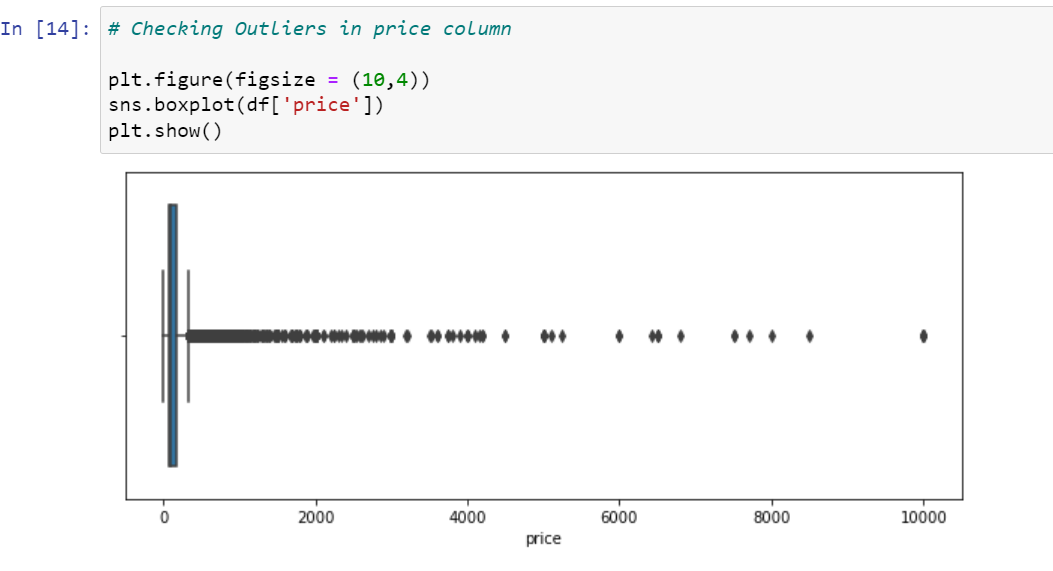 In [14]: # Checking Outliers in price column
plt.figure(figsize = (10,4))
sns.boxplot(df['price'])
plt.show()
0 2000 4000 6000 8000 10000
price